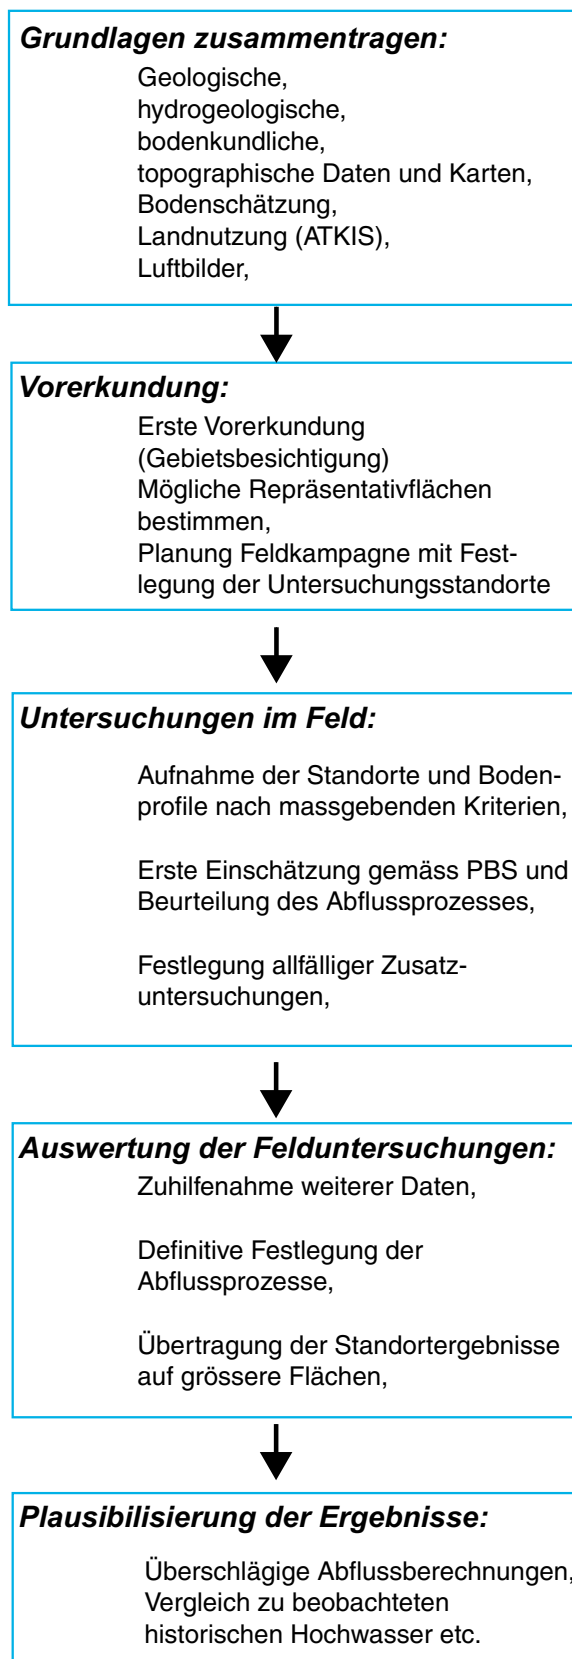 Grundlagen zusammentragen:
Geologische,
hydrogeologische,
bodenkundliche,
topographische Daten und Karten,
Bodenschätzung,
Landnutzung (ATKIS),
Luftbilder,
Vorerkundung:
Erste Vorerkundung
(Gebietsbesichtigung)
Mögliche Repräsentativflächen
bestimmen,
Planung Feldkampagne mit Fest-
legung der Untersuchungsstandorte
Untersuchungen im Feld:
Aufnahme der Standorte und Boden-
profile nach massgebenden Kriterien,
Erste Einschätzung gemäss PBS und
Beurteilung des Abflussprozesses,
Festlegung allfälliger Zusatz-
untersuchungen,
Auswertung der Felduntersuchungen:
Zuhilfenahme weiterer Daten,
Definitive Festlegung der
Abflussprozesse,
Übertragung der Standortergebnisse
auf grössere Flächen,
Plausibilisierung der Ergebnisse:
Überschlägige Abflussberechnungen,
Vergleich zu beobachteten
historischen Hochwasser etc.